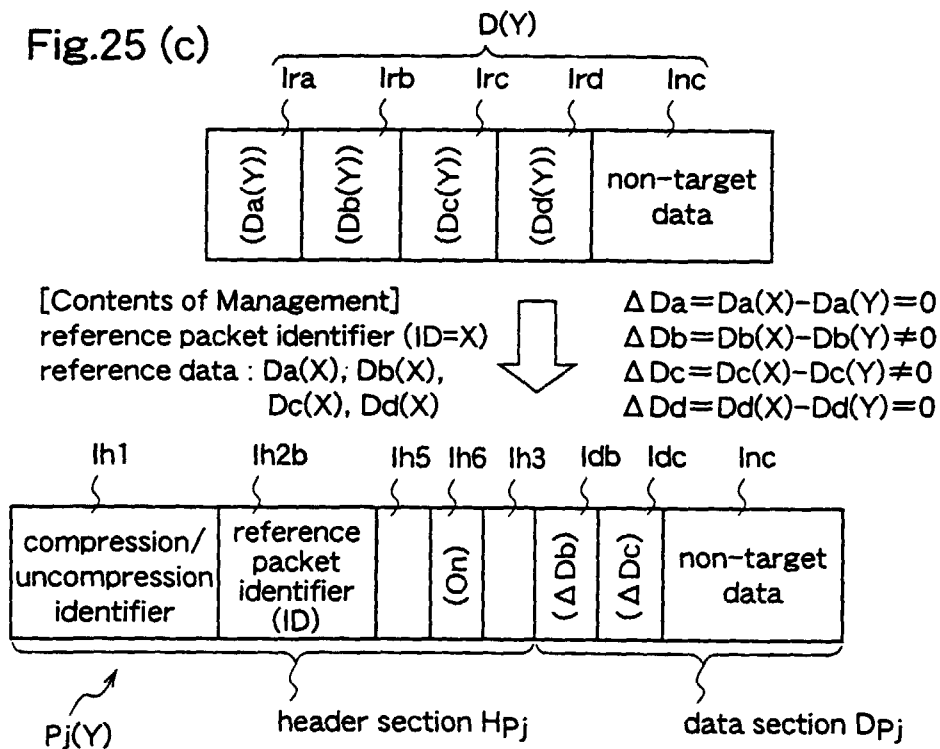 Fig.25 (c)
D(Y)
Ira Irb Irc Ird Inc
(Da(Y)) (Db(Y)) (Dc(Y)) (Dd(Y)) non-target
data
[Contents of Management]
reference packet identifier (ID=X)
reference data : Da(X), Db(X),
Dc(X), Dd(X)
ΔDa=Da(X)-Da(Y)=0
ΔDb=Db(X)-Db(Y)≠0
ΔDc=Dc(X)-Dc(Y)≠0
ΔDd=Dd(X)-Dd(Y)=0
Ih1 Ih2b Ih5 Ih6 Ih3 Idb Idc Inc
compression/
uncompression
identifier
reference
packet
identifier
(ID)
(On)
(ΔDb)
(ΔDc)
non-target
data
Pj(Y)
header section HPj
data section DPj